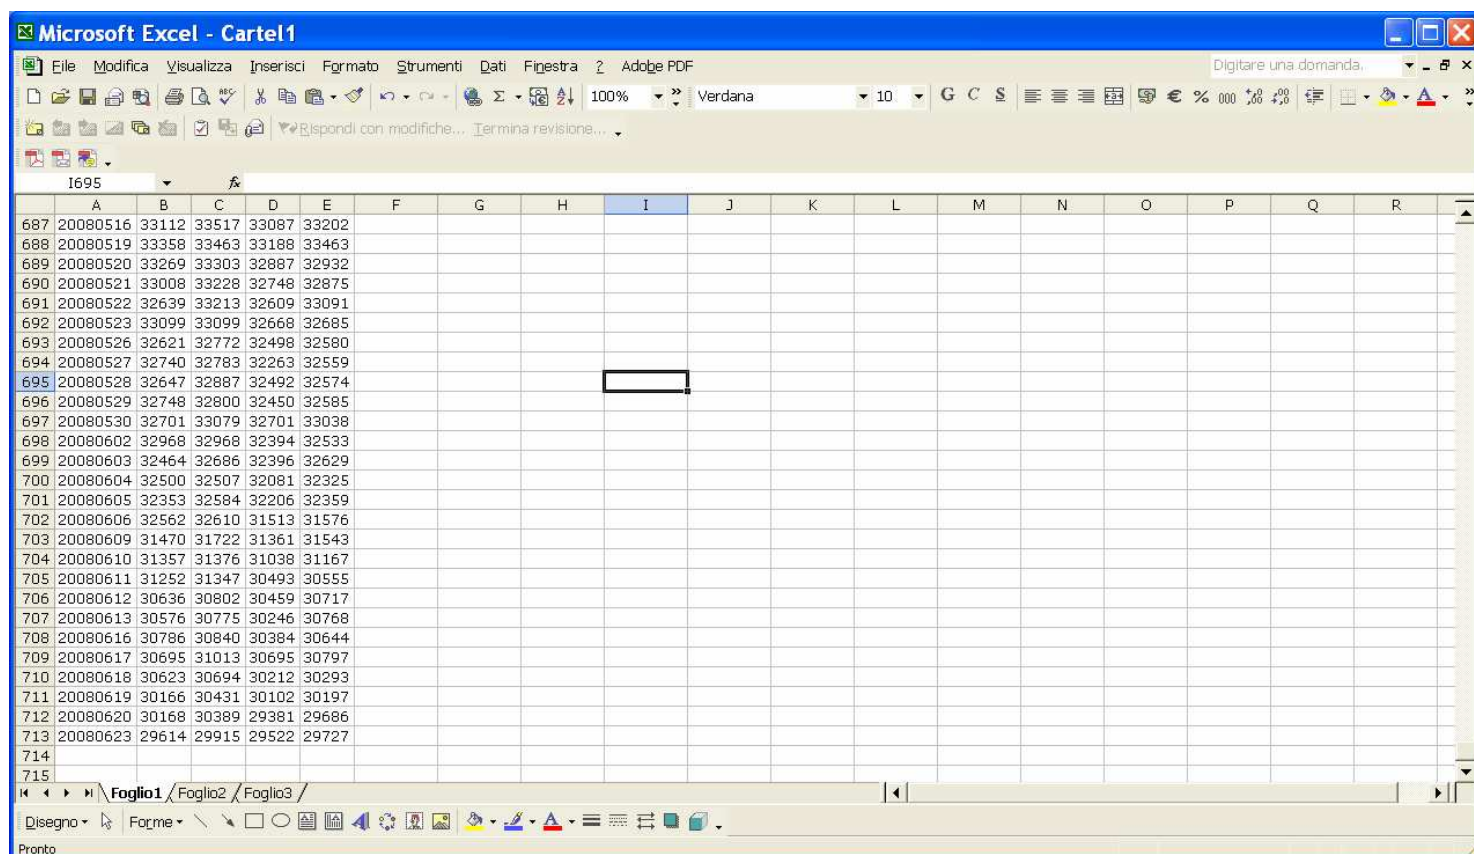 Microsoft Excel - Cartel1
File Modifica Visualizza Inserisci Formato Strumenti Dati Finestra ? Adobe PDF Digitare una domanda.
Σ 100% » Verdana 10 G C S € % 000 »
Rispondi con modifiche... Termina revisione...
I695 fx
A B C D E F G H I J K L M N O P Q R
687 20080516 33112 33517 33087 33202
688 20080519 33358 33463 33188 33463
689 20080520 33269 33303 32887 32932
690 20080521 33008 33228 32748 32875
691 20080522 32639 33213 32609 33091
692 20080523 33099 33099 32668 32685
693 20080526 32621 32772 32498 32580
694 20080527 32740 32783 32263 32559
695 20080528 32647 32887 32492 32574
696 20080529 32748 32800 32450 32585
697 20080530 32701 33079 32701 33038
698 20080602 32968 32968 32394 32533
699 20080603 32464 32686 32396 32629
700 20080604 32500 32507 32081 32325
701 20080605 32353 32584 32206 32359
702 20080606 32562 32610 31513 31576
703 20080609 31470 31722 31361 31543
704 20080610 31357 31376 31038 31167
705 20080611 31252 31347 30493 30555
706 20080612 30636 30802 30459 30717
707 20080613 30576 30775 30246 30768
708 20080616 30786 30840 30384 30644
709 20080617 30695 31013 30695 30797
710 20080618 30623 30694 30212 30293
711 20080619 30166 30431 30102 30197
712 20080620 30168 30389 29381 29686
713 20080623 29614 29915 29522 29727
714
715
Foglio1 Foglio2 Foglio3
Disegno Forme A A
Pronto